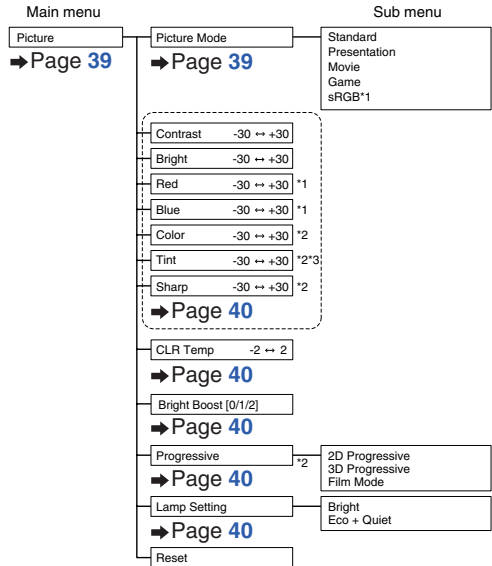 Main menu
Sub menu
Picture
➡Page 39
Picture Mode
➡Page 39
Standard
Presentation
Movie
Game
sRGB*1
Contrast -30 ↔ +30
Bright -30 ↔ +30
Red -30 ↔ +30 *1
Blue -30 ↔ +30 *1
Color -30 ↔ +30 *2
Tint -30 ↔ +30 *2*3
Sharp -30 ↔ +30 *2
➡Page 40
CLR Temp -2 ↔ 2
➡Page 40
Bright Boost [0/1/2]
➡Page 40
Progressive *2
➡Page 40
2D Progressive
3D Progressive
Film Mode
Lamp Setting
➡Page 40
Bright
Eco + Quiet
Reset